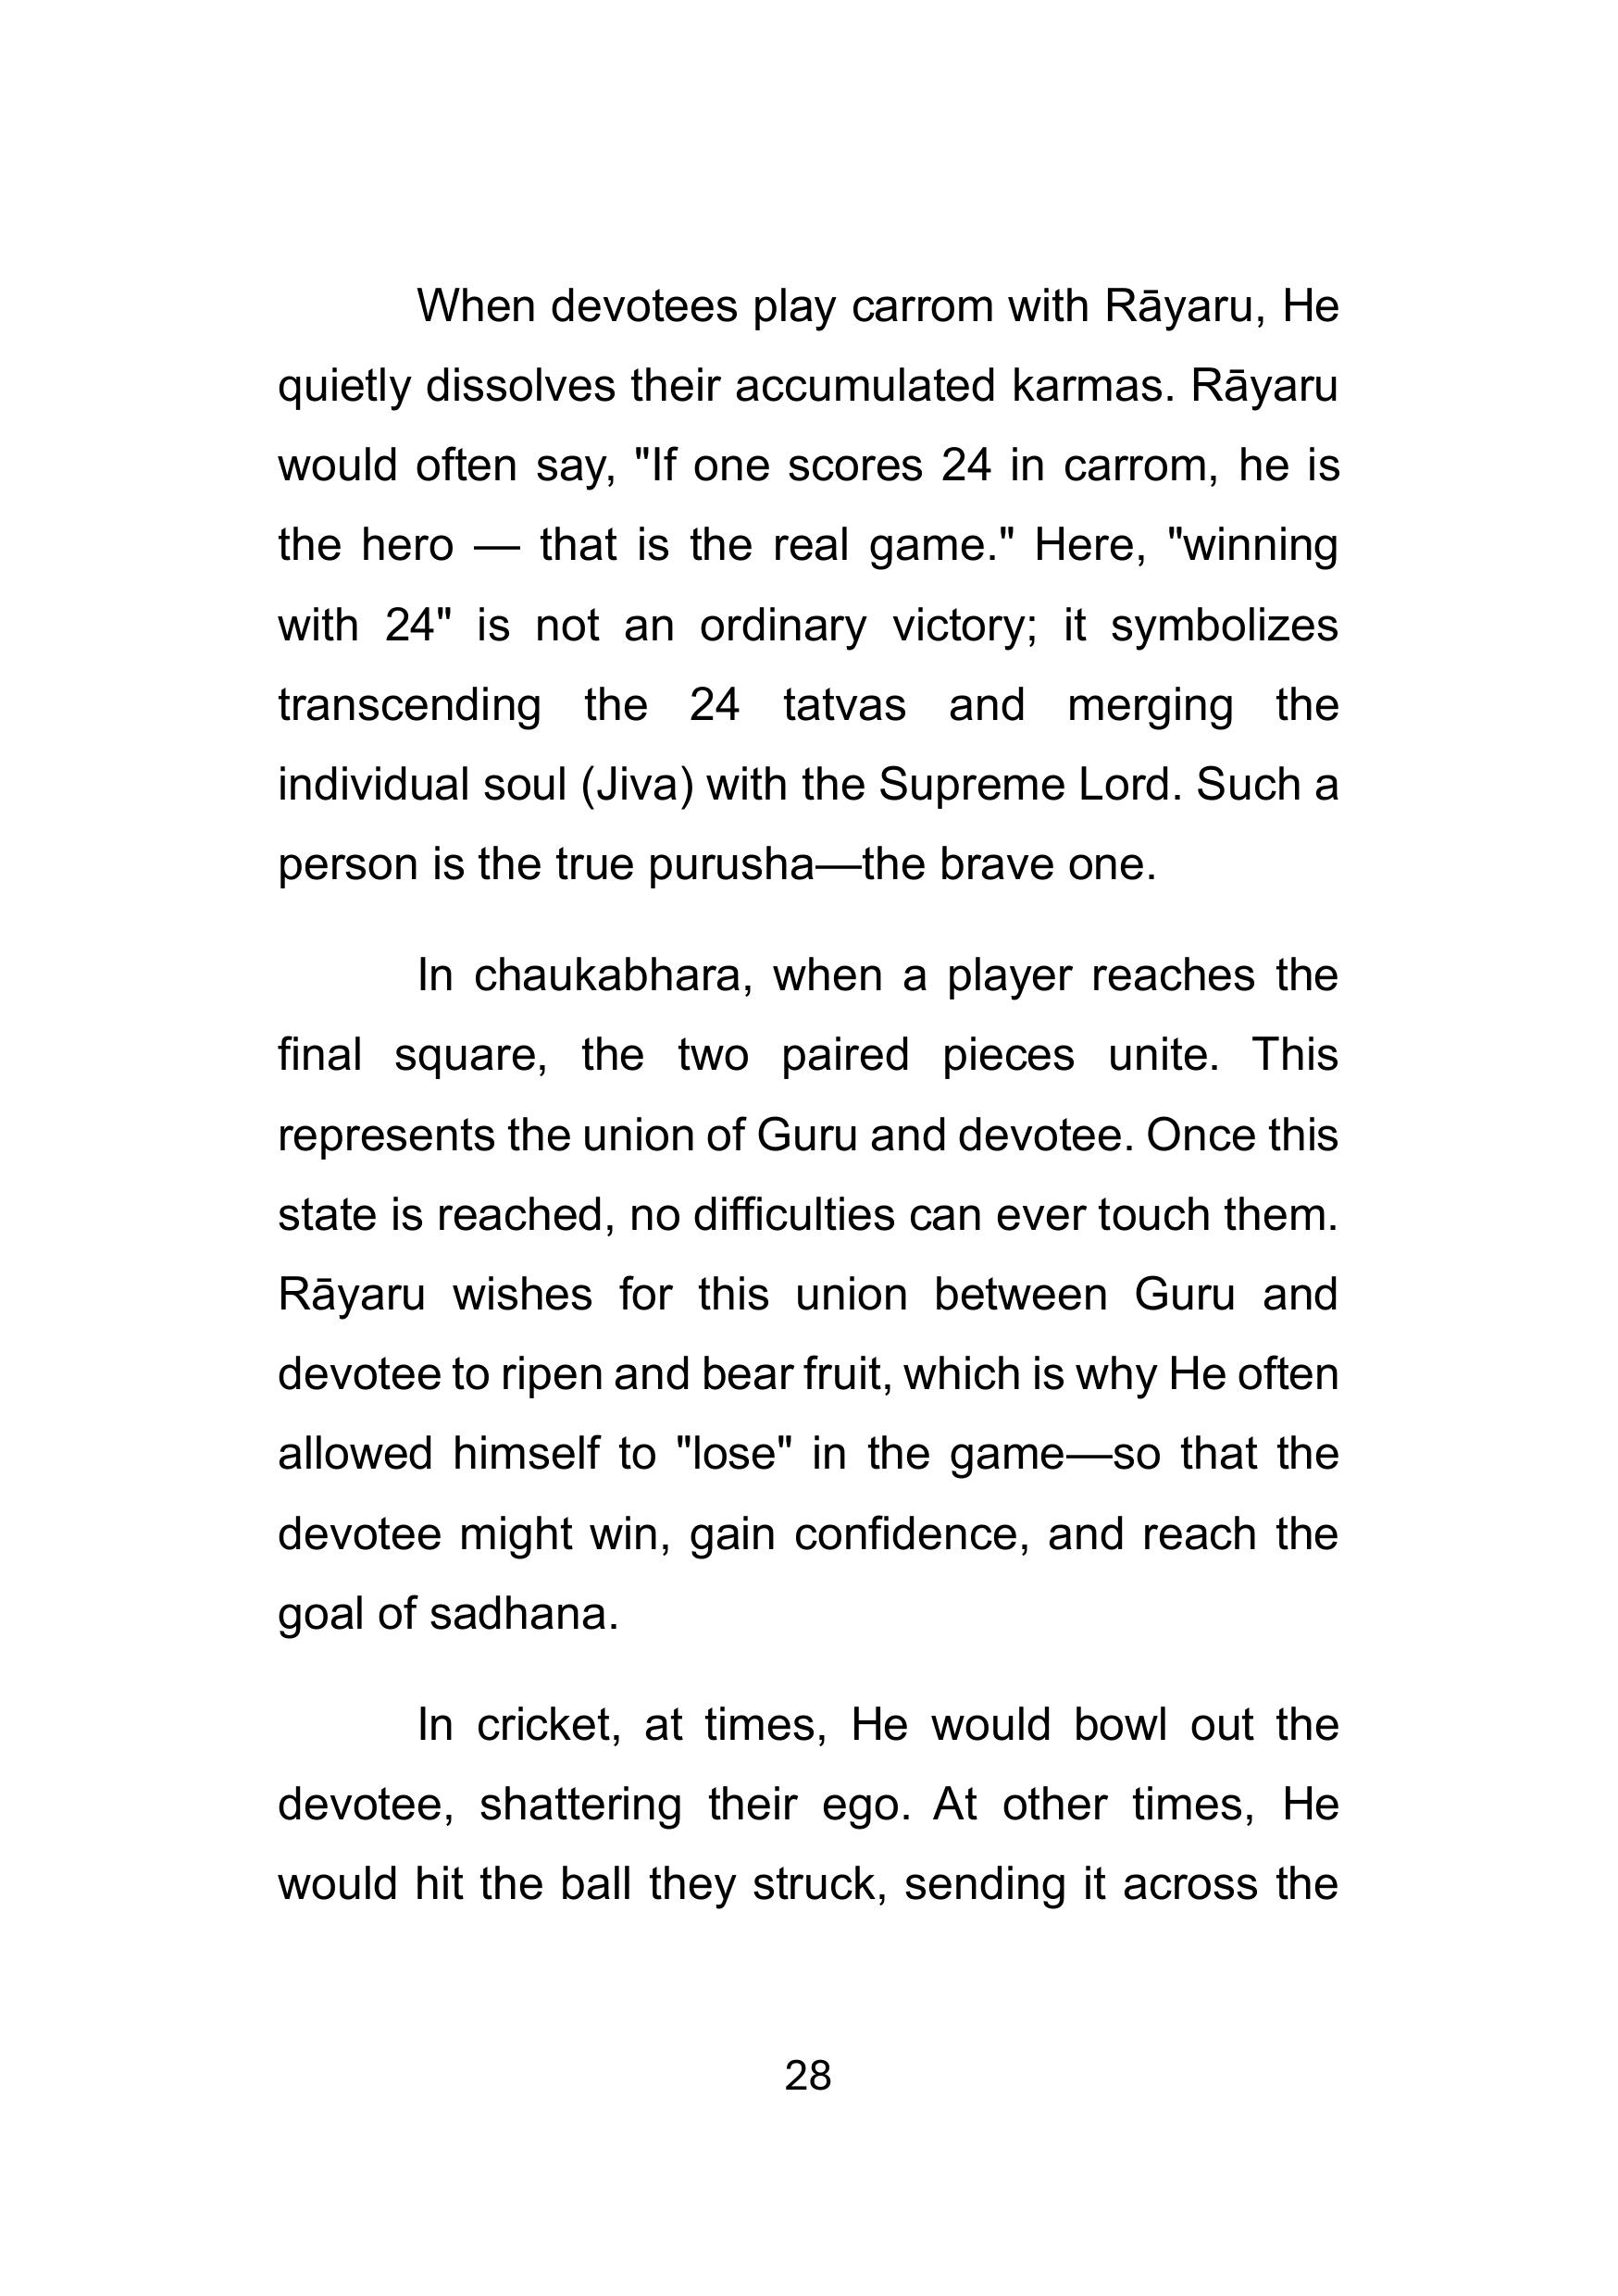 When devotees play carrom with Rāyaru, He
quietly dissolves their accumulated karmas. Rāyaru
would often say, "If one scores 24 in carrom, he is
the hero — that is the real game." Here, "winning
with 24" is not an ordinary victory; it symbolizes
transcending the 24 tatvas and merging the
individual soul (Jiva) with the Supreme Lord. Such a
person is the true purusha—the brave one.
In chaukabhara, when a player reaches the
final square, the two paired pieces unite. This
represents the union of Guru and devotee. Once this
state is reached, no difficulties can ever touch them.
Rāyaru wishes for this union between Guru and
devotee to ripen and bear fruit, which is why He often
allowed himself to "lose" in the game—so that the
devotee might win, gain confidence, and reach the
goal of sadhana.
In cricket, at times, He would bowl out the
devotee, shattering their ego. At other times, He
would hit the ball they struck, sending it across the
28